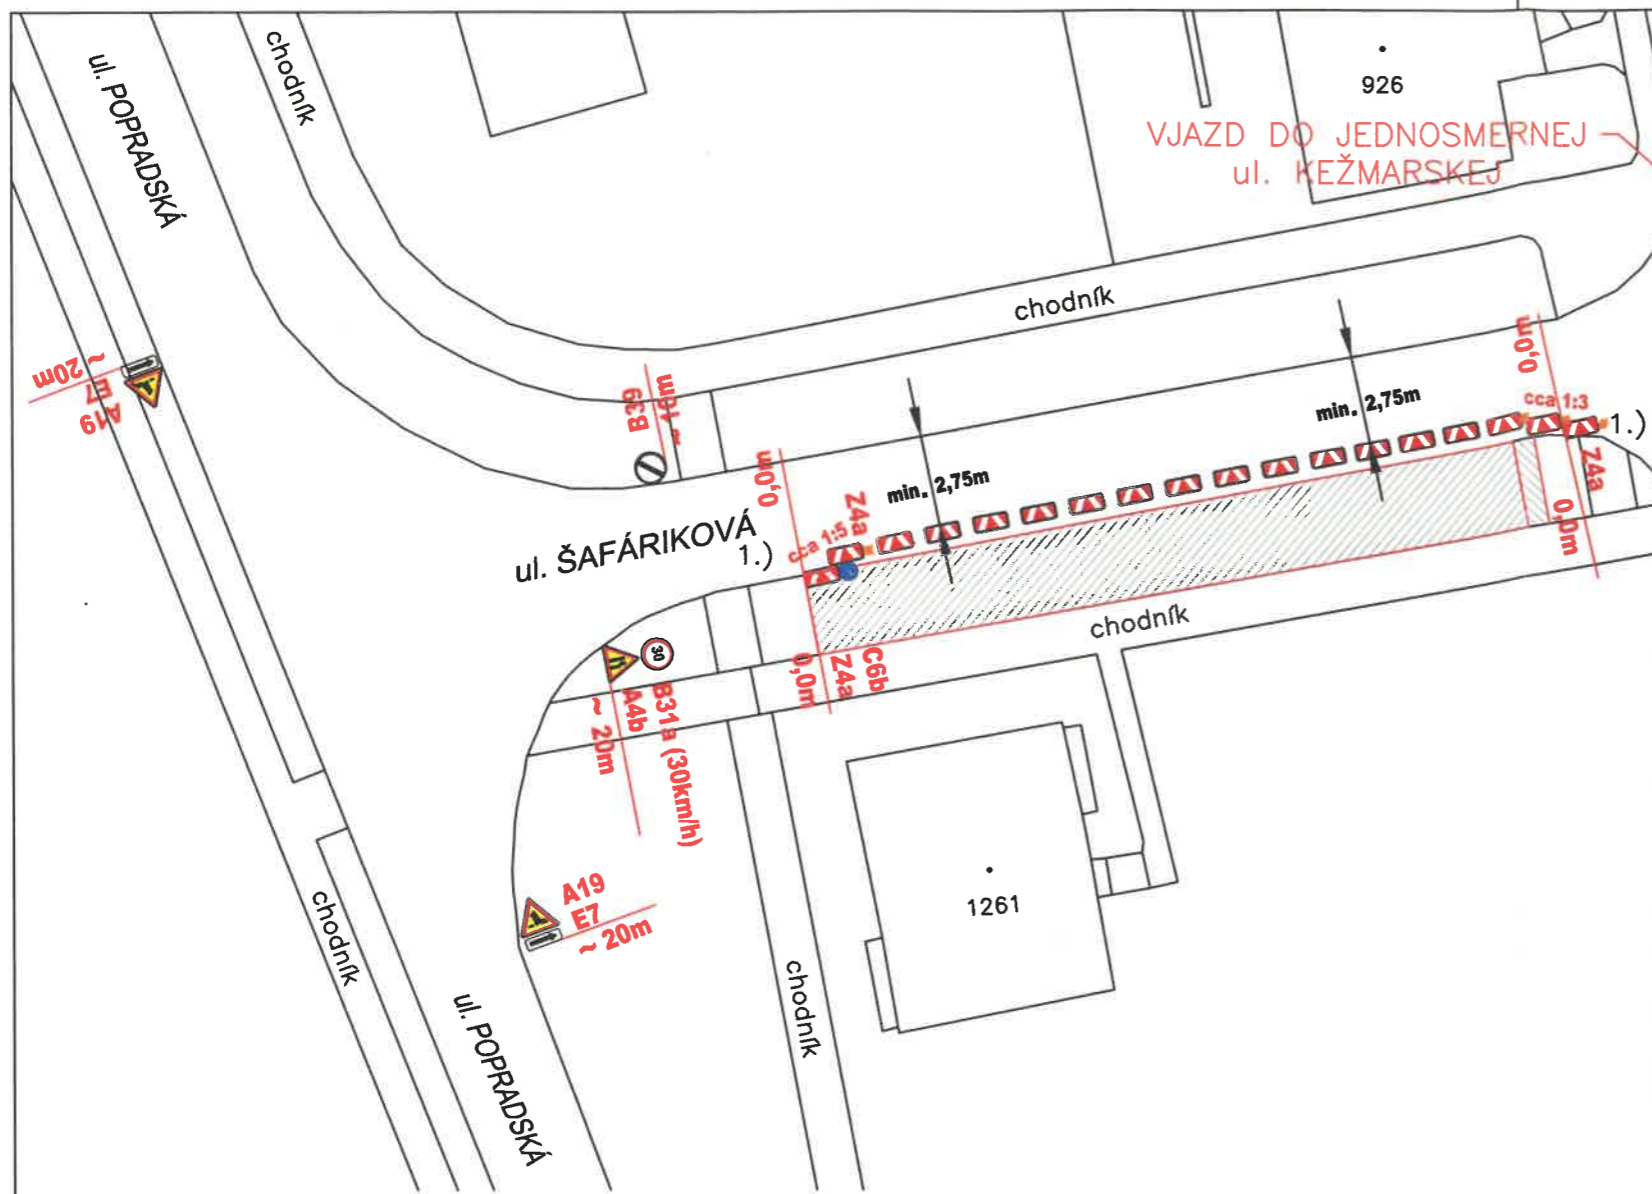 ul. POPRADSKÁ
chodník
926
VJAZD DO JEDNOSMERNEJ
ul. KEŽMARSKEJ
chodník
~ 20m
E7
A19
B39
0,0m
0,0m
min. 2,75m
min. 2,75m
cca 1:3
1.)
Z4a
0,0m
ul. ŠAFÁRIKOVÁ
1.)
cca 1:5
Z4a
chodník
30
0,0m
Z4a
C6b
A4b
B31a (30km/h)
~ 20m
A19
E7
~ 20m
1261
chodník
chodník
ul. POPRADSKÁ